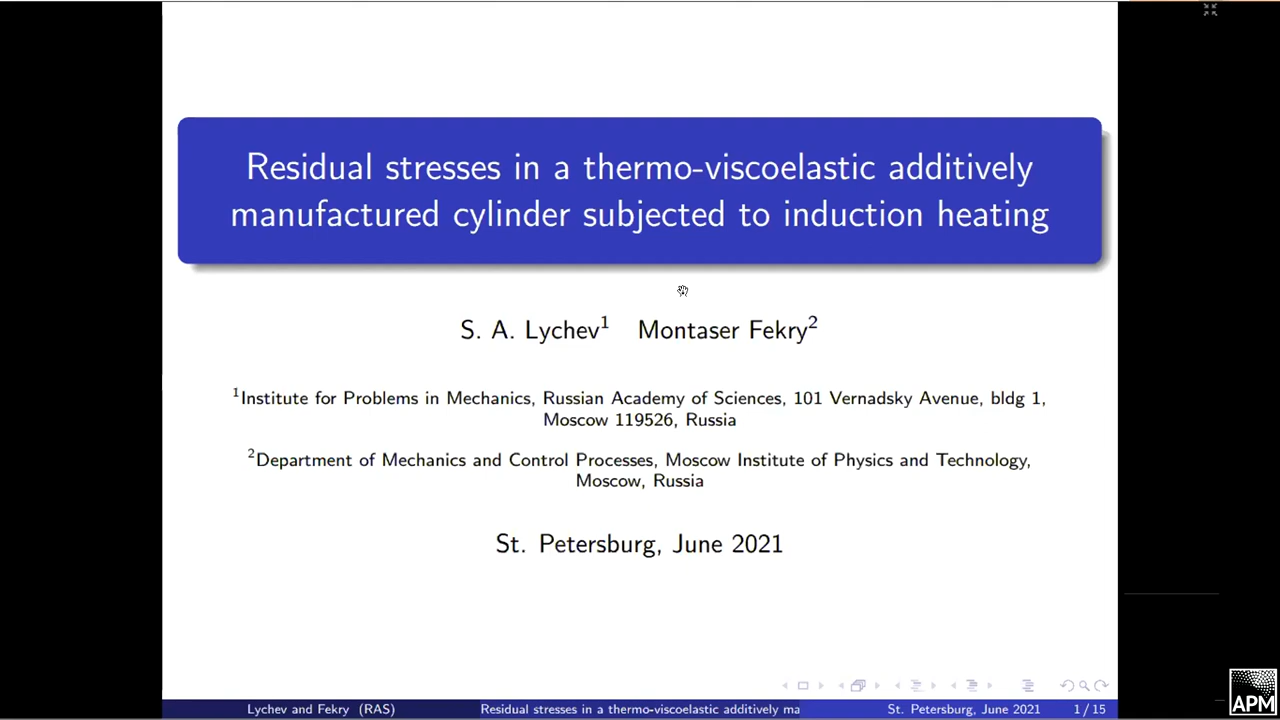 Residual stresses in a thermo-viscoelastic additively
manufactured cylinder subjected to induction heating
S. A. Lychev¹ Montaser Fekry²
¹Institute for Problems in Mechanics, Russian Academy of Sciences, 101 Vernadsky Avenue, bldg 1,
Moscow 119526, Russia
²Department of Mechanics and Control Processes, Moscow Institute of Physics and Technology,
Moscow, Russia
St. Petersburg, June 2021
Lychev and Fekry (RAS) Residual stresses in a thermo-viscoelastic additively ma St. Petersburg, June 2021 1 / 15
APM